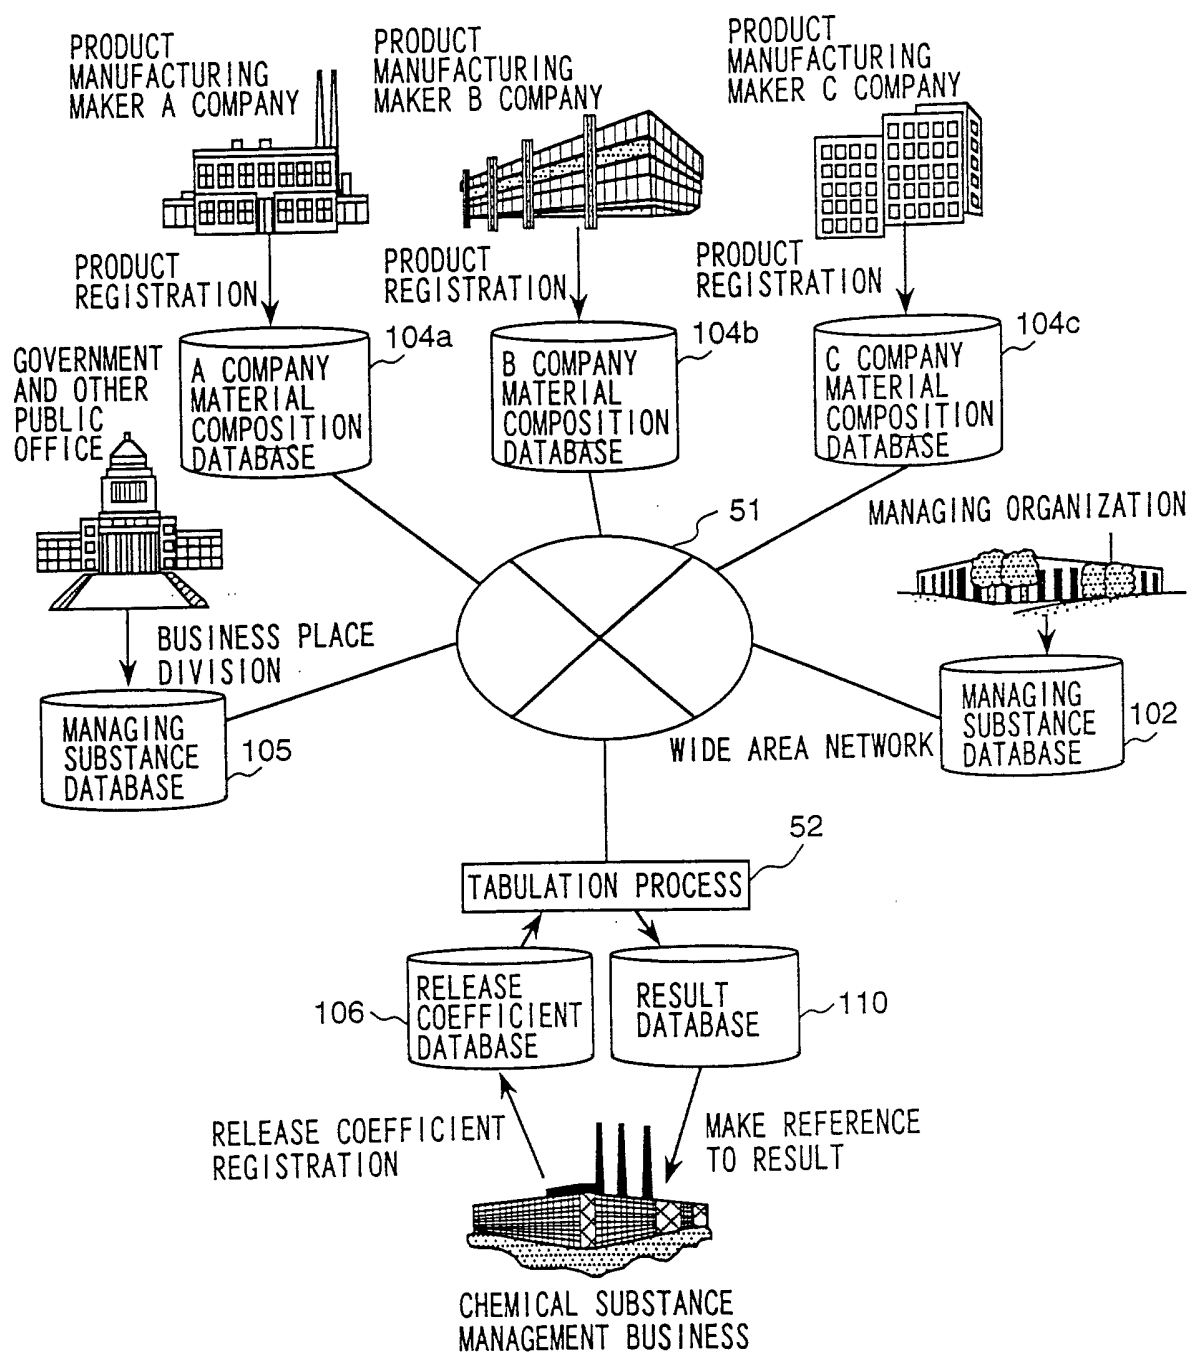 PRODUCT
MANUFACTURING
MAKER A COMPANY
PRODUCT
MANUFACTURING
MAKER B COMPANY
PRODUCT
MANUFACTURING
MAKER C COMPANY
PRODUCT
REGISTRATION
PRODUCT
REGISTRATION
PRODUCT
REGISTRATION
104a
104b
104c
A COMPANY
MATERIAL
COMPOSITION
DATABASE
B COMPANY
MATERIAL
COMPOSITION
DATABASE
C COMPANY
MATERIAL
COMPOSITION
DATABASE
GOVERNMENT
AND OTHER
PUBLIC
OFFICE
51
MANAGING ORGANIZATION
BUSINESS PLACE
DIVISION
MANAGING
SUBSTANCE
DATABASE
105
WIDE AREA NETWORK
MANAGING
SUBSTANCE
DATABASE
102
52
TABULATION PROCESS
106
RELEASE
COEFFICIENT
DATABASE
RESULT
DATABASE
110
RELEASE COEFFICIENT
REGISTRATION
MAKE REFERENCE
TO RESULT
CHEMICAL SUBSTANCE
MANAGEMENT BUSINESS